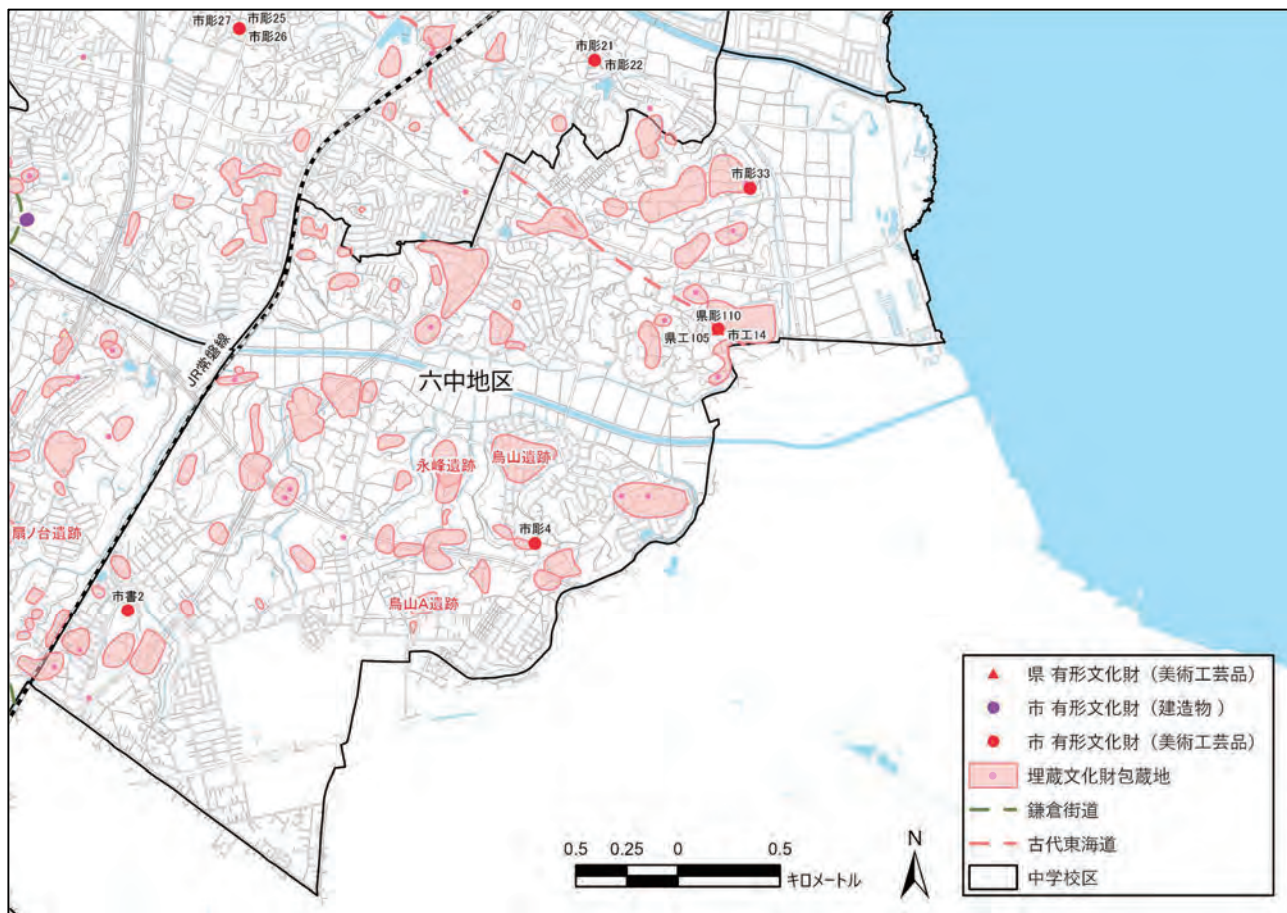 市彫27
市彫25
市彫26
市彫21
市彫22
市彫33
県彫110
県工105
市工14
JR常磐線
六中地区
永峰遺跡
烏山遺跡
扇ノ台遺跡
市彫4
市書2
烏山A遺跡
県 有形文化財（美術工芸品）
市 有形文化財（建造物 ）
市 有形文化財（美術工芸品）
埋蔵文化財包蔵地
鎌倉街道
古代東海道
中学校区
0.5 0.25 0 0.5
キロメートル
N